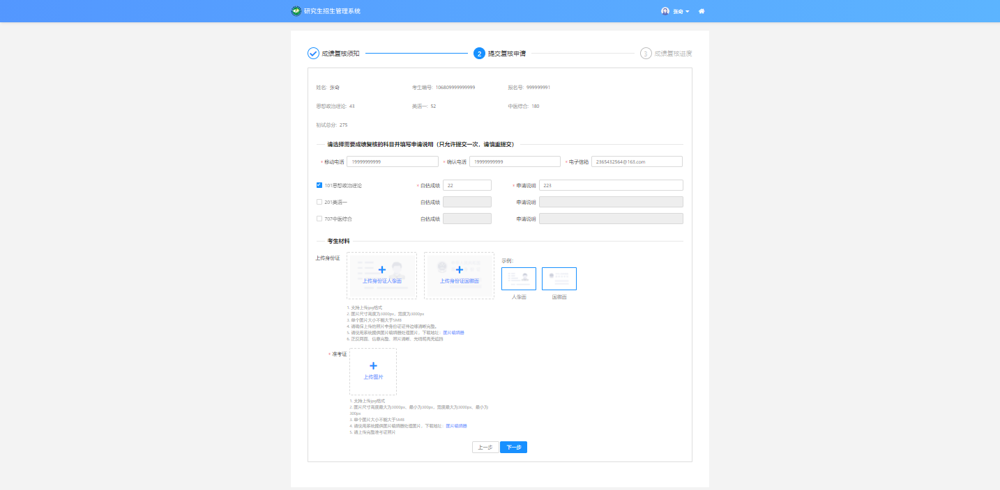 研究生招生管理系统
张奇
成绩复核须知
2 提交复核申请
3 成绩复核进度
姓名: 张奇 考生编号: 106809999999999 报名号: 999999991
思想政治理论: 43 英语一: 52 中医综合: 180
初试总分: 275
请选择需要成绩复核的科目并填写申请说明（只允许提交一次，请慎重提交）
* 移动电话 19999999999 * 确认电话 19999999999 * 电子信箱 2365432564@163.com
101思想政治理论 * 自估成绩 22 * 申请说明 223
201英语一 自估成绩 申请说明
707中医综合 自估成绩 申请说明
考生材料
上传身份证
上传身份证人像面
上传身份证国徽面
示例:
人像面
国徽面
1. 支持上传jpg格式
2. 图片尺寸高度为3000px，宽度为3000px
3. 单个图片大小不能大于5MB
4. 请确保上传的照片中身份证证件边缘清晰完整。
5. 请使用系统提供图片编辑器处理图片，下载地址：图片编辑器
6. 正反两面，信息完整，照片清晰，光线明亮无遮挡
* 准考证
上传图片
1. 支持上传jpg格式
2. 图片尺寸高度最大为3000px，最小为300px，宽度最大为3000px，最小为
300px
3. 单个图片大小不能大于5MB
4. 请使用系统提供图片编辑器处理图片，下载地址：图片编辑器
5. 请上传完整准考证照片
上一步 下一步